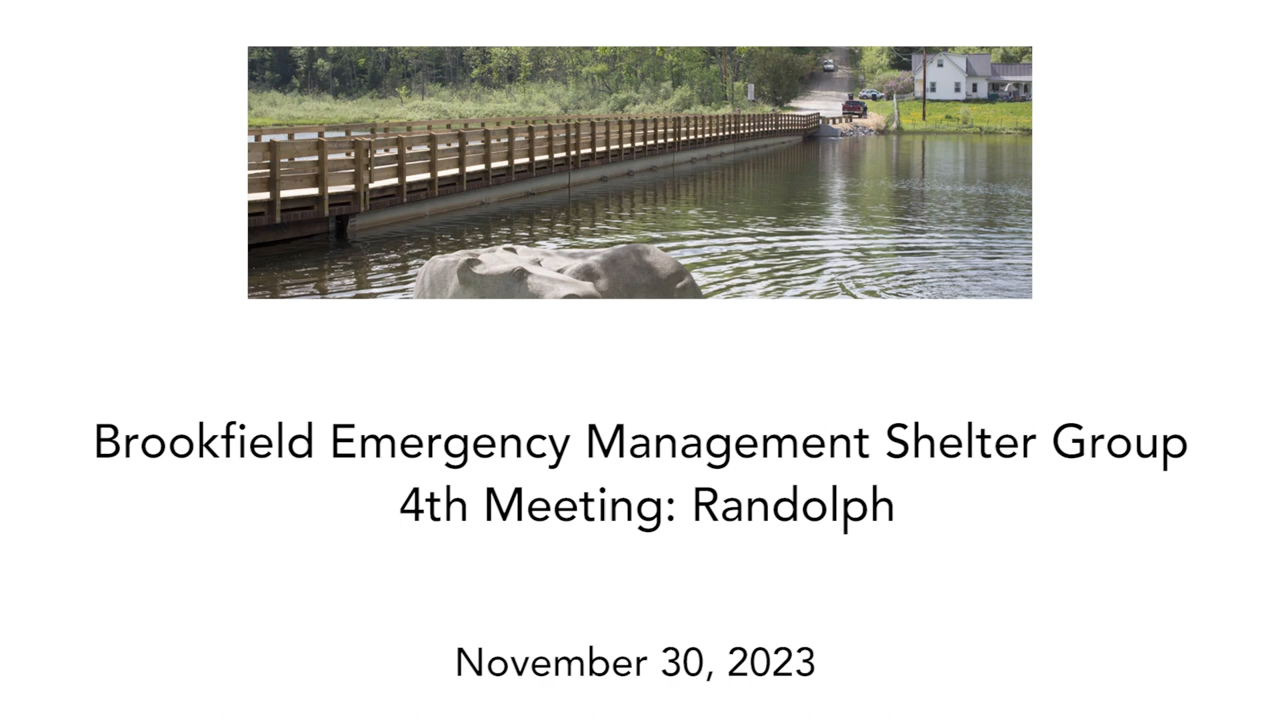 Brookfield Emergency Management Shelter Group
4th Meeting: Randolph
November 30, 2023